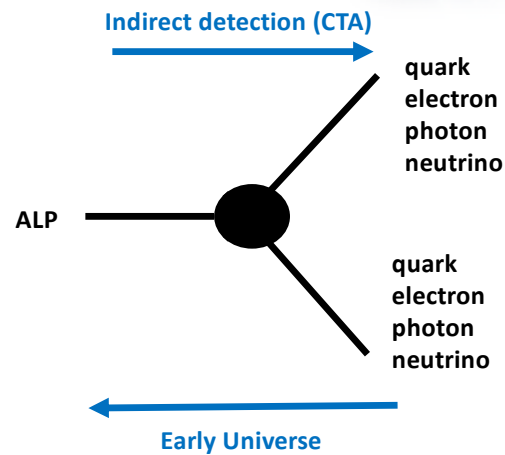 Indirect detection (CTA)
quark
electron
photon
neutrino
ALP
quark
electron
photon
neutrino
Early Universe